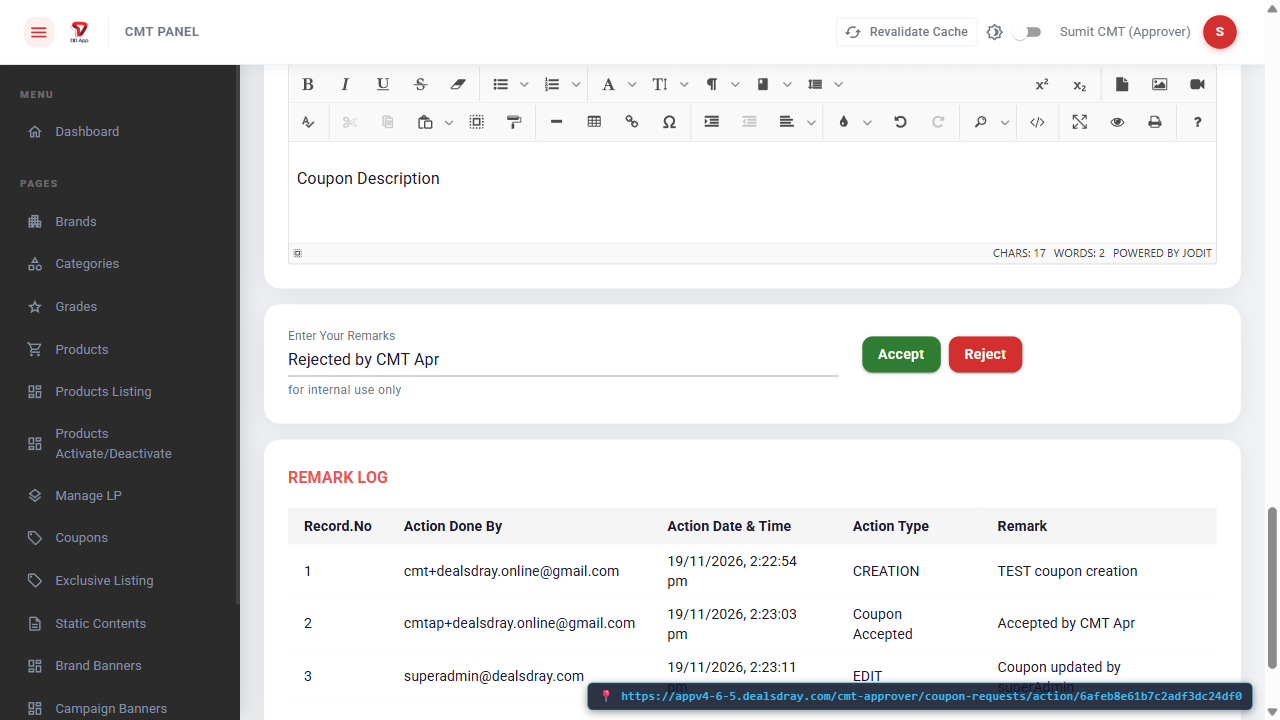 DD App
CMT PANEL
Revalidate Cache
Sumit CMT (Approver)
S
MENU
Dashboard
PAGES
Brands
Categories
Grades
Products
Products Listing
Products
Activate/Deactivate
Manage LP
Coupons
Exclusive Listing
Static Contents
Brand Banners
Campaign Banners
Coupon Description
CHARS: 17 WORDS: 2 POWERED BY JODIT
Enter Your Remarks
Rejected by CMT Apr
for internal use only
Accept
Reject
REMARK LOG
Record.No Action Done By Action Date & Time Action Type Remark
1 cmt+dealsdray.online@gmail.com 19/11/2026, 2:22:54 pm CREATION TEST coupon creation
2 cmtap+dealsdray.online@gmail.com 19/11/2026, 2:23:03 pm Coupon Accepted Accepted by CMT Apr
3 superadmin@dealsdray.com 19/11/2026, 2:23:11 pm EDIT Coupon updated by superAdmin
https://appv4-6-5.dealsdray.com/cmt-approver/coupon-requests/action/6afeb8e61b7c2adf3dc24df0